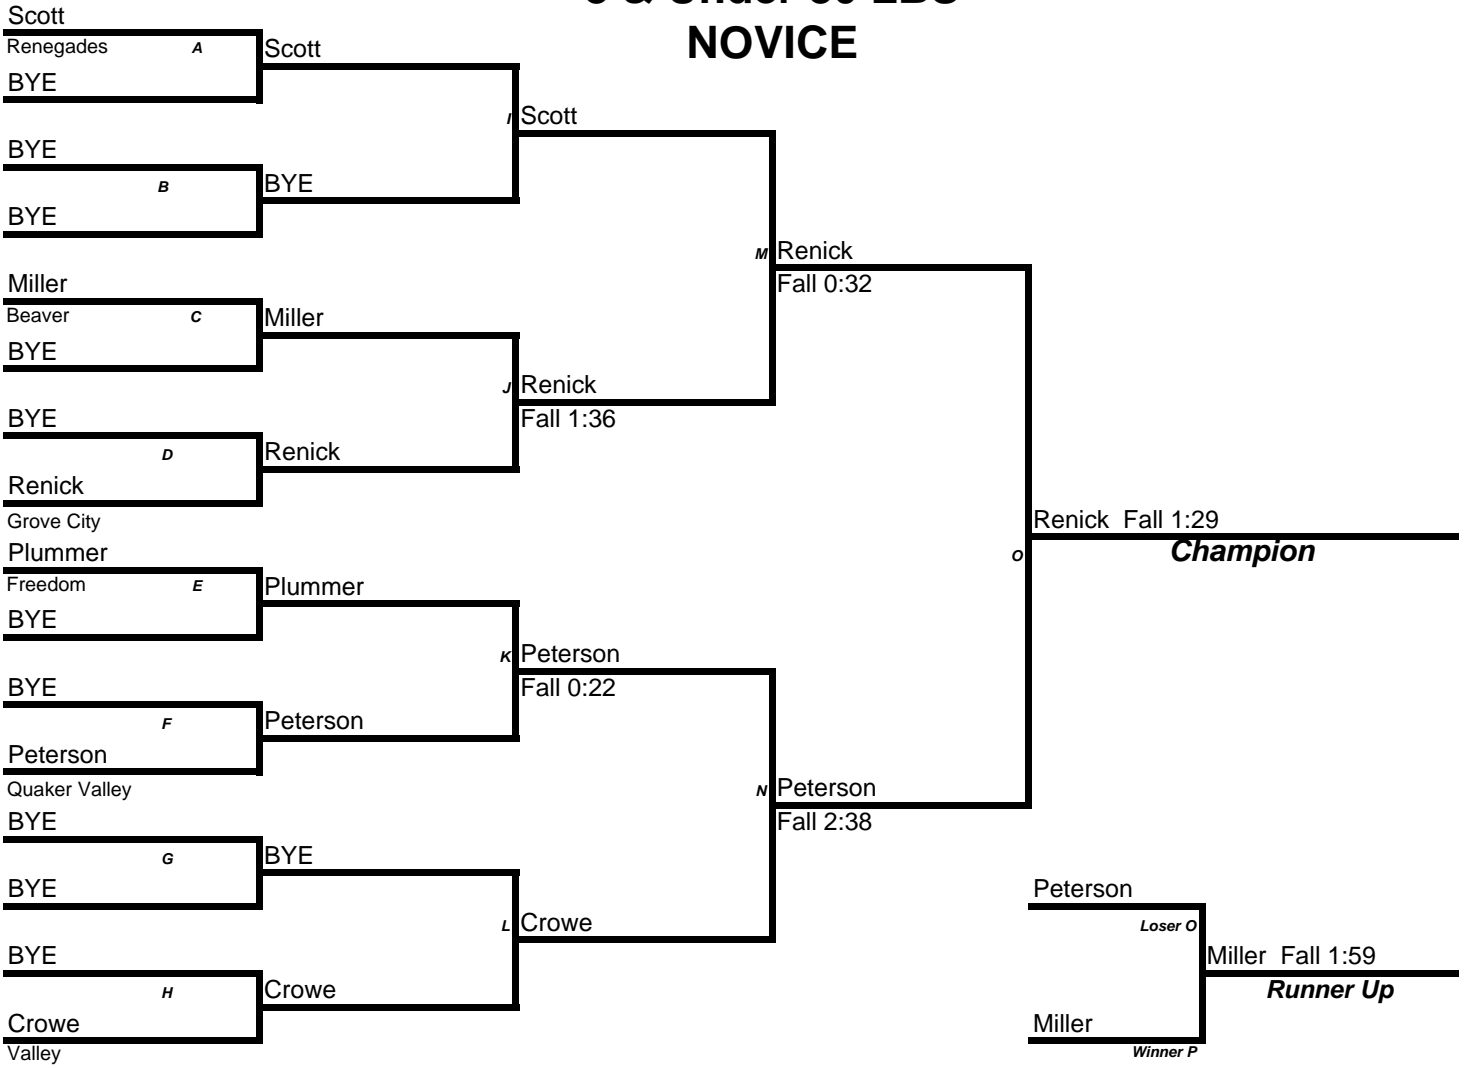 NOVICE
Scott
Renegades A
BYE
Scott
BYE
B
BYE
BYE
I Scott
Miller
Beaver C
BYE
Miller
BYE
D
Renick
Grove City
Renick
J Renick
Fall 1:36
M Renick
Fall 0:32
Plummer
Freedom E
BYE
Plummer
BYE
F
Peterson
Quaker Valley
Peterson
K Peterson
Fall 0:22
BYE
G
BYE
BYE
BYE
H
Crowe
Valley
Crowe
L Crowe
N Peterson
Fall 2:38
O
Renick Fall 1:29
Champion
Peterson
Loser O
Miller
Winner P
Miller Fall 1:59
Runner Up